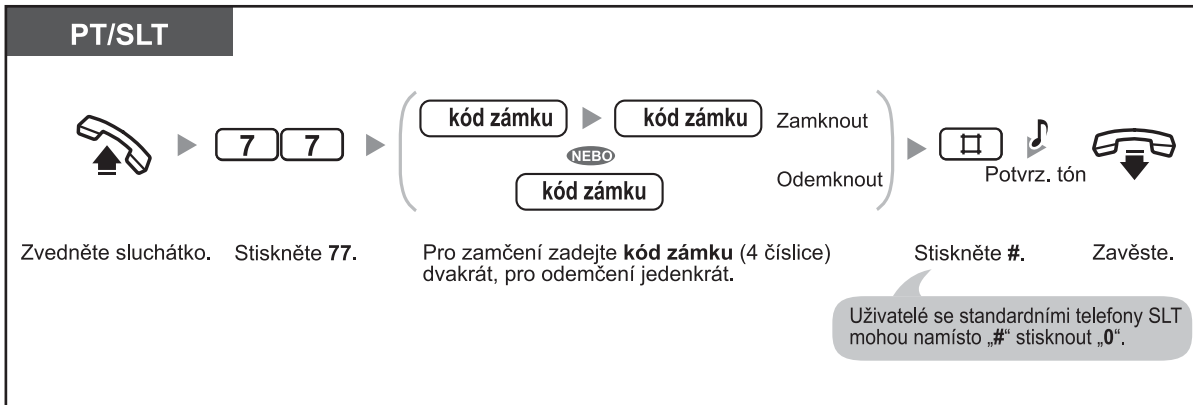 PT/SLT
7 7
kód zámku kód zámku Zamknout
NEBO
kód zámku Odemknout
# Potvrz. tón
Zvedněte sluchátko. Stiskněte 77. Pro zamčení zadejte kód zámku (4 číslice)
dvakrát, pro odemčení jedenkrát.
Stiskněte #. Zavěste.
Uživatelé se standardními telefony SLT
mohou namísto „#“ stisknout „0“.